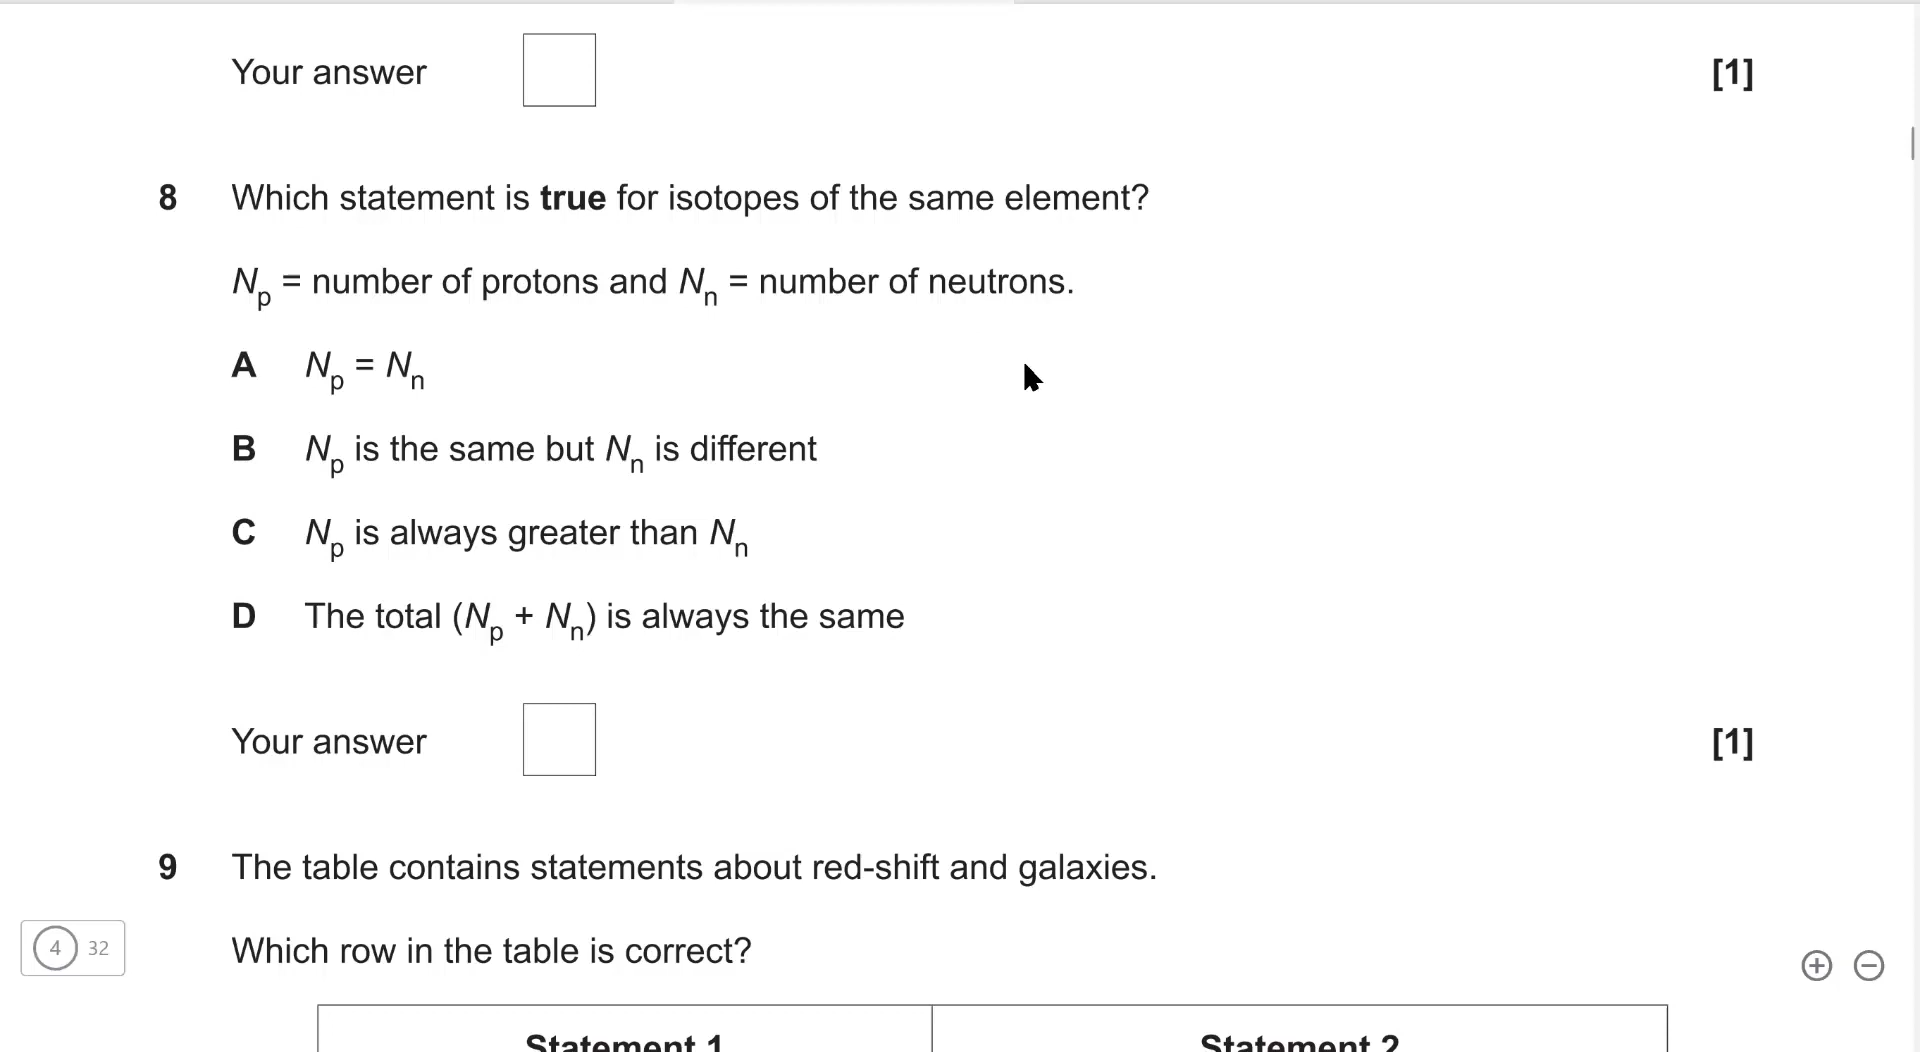 Your answer [1]
8 Which statement is true for isotopes of the same element?
Np = number of protons and Nn = number of neutrons.
A Np = Nn
B Np is the same but Nn is different
C Np is always greater than Nn
D The total (Np + Nn) is always the same
Your answer [1]
9 The table contains statements about red-shift and galaxies.
4 32 Which row in the table is correct?
Statement 1 Statement 2